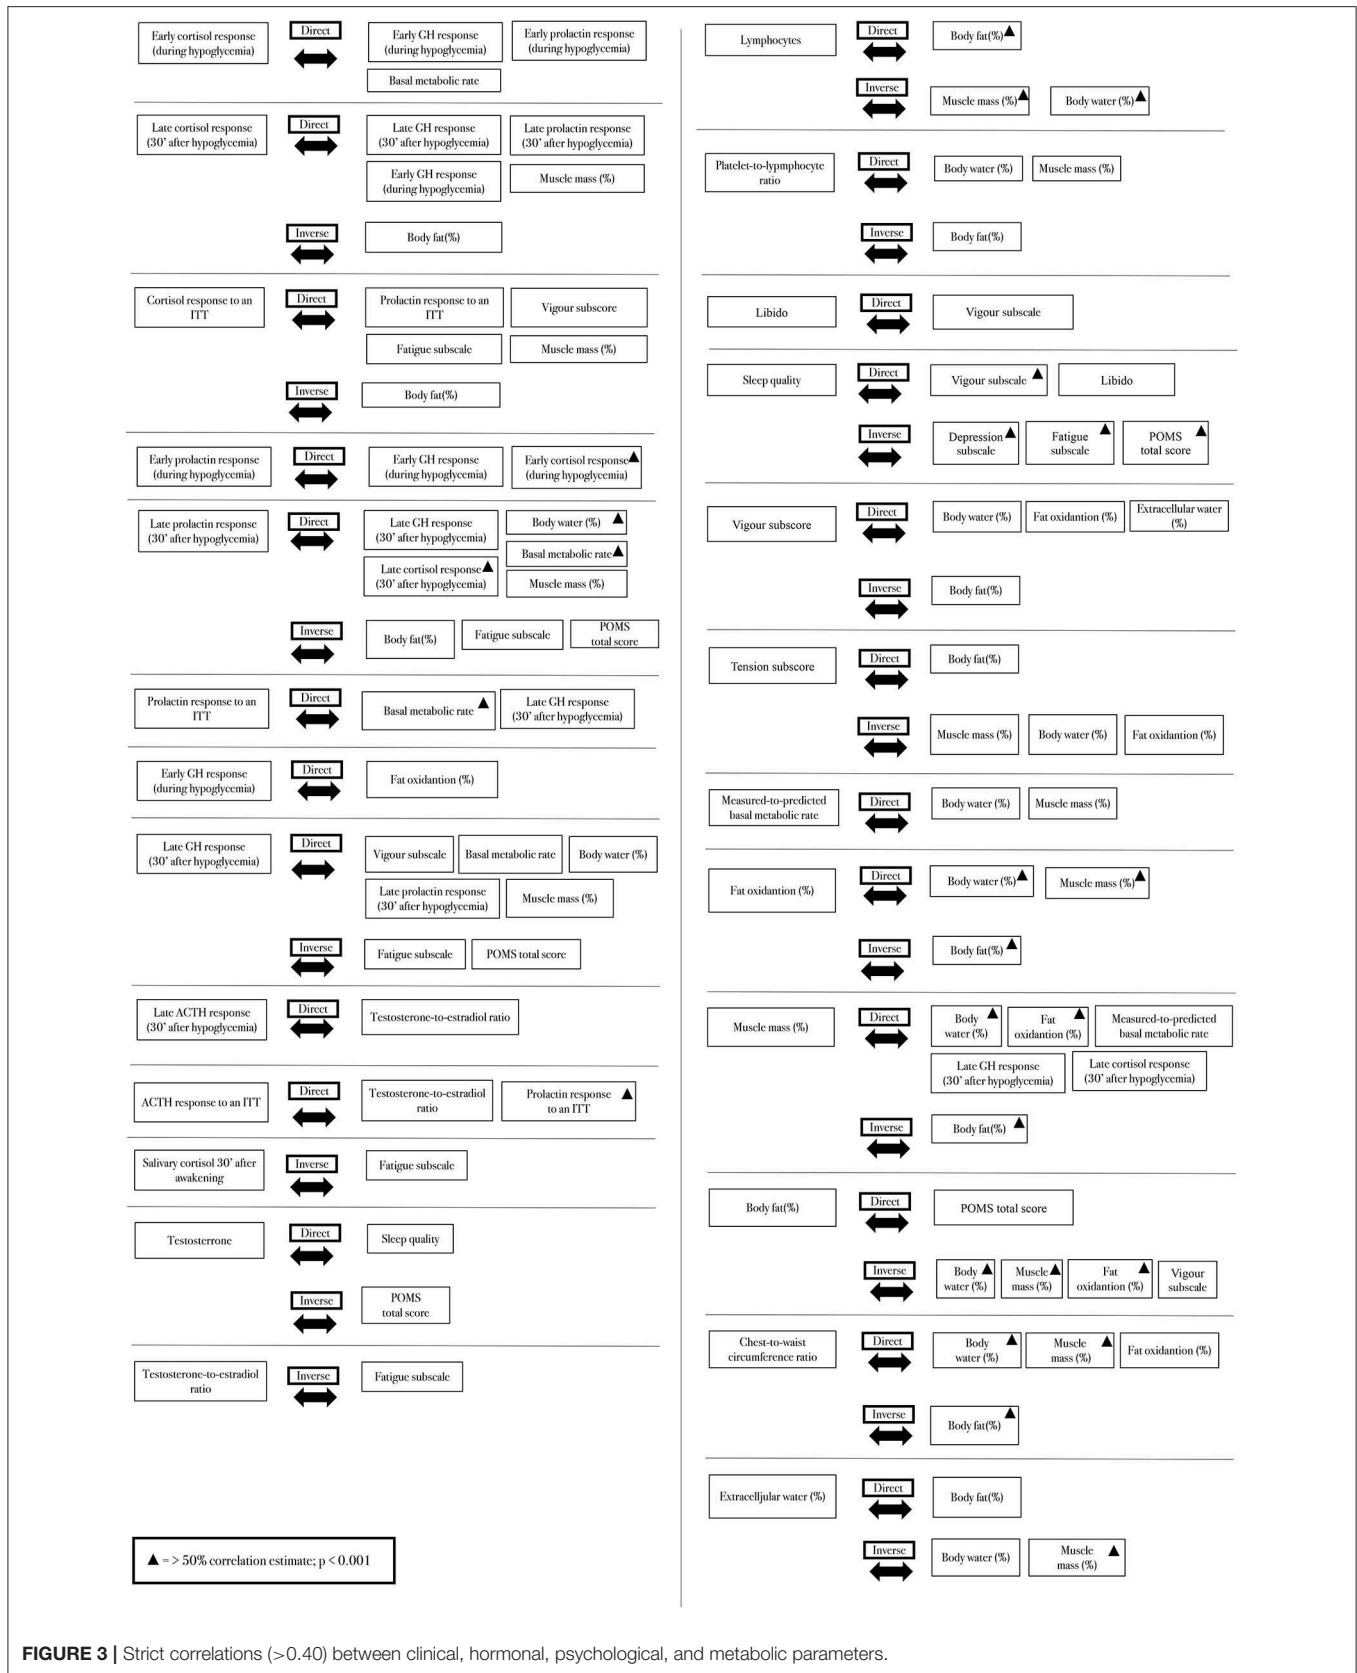 Early cortisol response
(during hypoglycemia)
Direct
Early GH response
(during hypoglycemia)
Early prolactin response
(during hypoglycemia)
Basal metabolic rate
Late cortisol response
(30' after hypoglycemia)
Direct
Late GH response
(30' after hypoglycemia)
Late prolactin response
(30' after hypoglycemia)
Early GH response
(during hypoglycemia)
Muscle mass (%)
Inverse
Body fat(%)
Cortisol response to an
ITT
Direct
Prolactin response to an
ITT
Vigour subscore
Fatigue subscale
Muscle mass (%)
Inverse
Body fat(%)
Early prolactin response
(during hypoglycemia)
Direct
Early GH response
(during hypoglycemia)
Early cortisol response▲
(during hypoglycemia)
Late prolactin response
(30' after hypoglycemia)
Direct
Late GH response
(30' after hypoglycemia)
Body water (%) ▲
Basal metabolic rate▲
Late cortisol response▲
(30' after hypoglycemia)
Muscle mass (%)
Inverse
Body fat(%)
Fatigue subscale
POMS
total score
Prolactin response to an
ITT
Direct
Basal metabolic rate ▲
Late GH response
(30' after hypoglycemia)
Early GH response
(during hypoglycemia)
Direct
Fat oxidantion (%)
Late GH response
(30' after hypoglycemia)
Direct
Vigour subscale
Basal metabolic rate
Body water (%)
Late prolactin response
(30' after hypoglycemia)
Muscle mass (%)
Inverse
Fatigue subscale
POMS total score
Late ACTH response
(30' after hypoglycemia)
Direct
Testosterone-to-estradiol ratio
ACTH response to an ITT
Direct
Testosterone-to-estradiol
ratio
Prolactin response ▲
to an ITT
Salivary cortisol 30' after
awakening
Inverse
Fatigue subscale
Testosterrone
Direct
Sleep quality
Inverse
POMS
total score
Testosterone-to-estradiol
ratio
Inverse
Fatigue subscale
▲ = > 50% correlation estimate; p < 0.001
Lymphocytes
Direct
Body fat(%)▲
Inverse
Muscle mass (%)▲
Body water (%)▲
Platelet-to-lypmphocyte
ratio
Direct
Body water (%)
Muscle mass (%)
Inverse
Body fat(%)
Libido
Direct
Vigour subscale
Sleep quality
Direct
Vigour subscale ▲
Libido
Inverse
Depression▲
subscale
Fatigue ▲
subscale
POMS ▲
total score
Vigour subscore
Direct
Body water (%)
Fat oxidantion (%)
Extracellular water
(%)
Inverse
Body fat(%)
Tension subscore
Direct
Body fat(%)
Inverse
Muscle mass (%)
Body water (%)
Fat oxidantion (%)
Measured-to-predicted
basal metabolic rate
Direct
Body water (%)
Muscle mass (%)
Fat oxidantion (%)
Direct
Body water (%)▲
Muscle mass (%)▲
Inverse
Body fat(%)▲
Muscle mass (%)
Direct
Body ▲
water (%)
Fat ▲
oxidantion (%)
Measured-to-predicted
basal metabolic rate
Late GH response
(30' after hypoglycemia)
Late cortisol response
(30' after hypoglycemia)
Inverse
Body fat(%) ▲
Body fat(%)
Direct
POMS total score
Inverse
Body ▲
water (%)
Muscle▲
mass (%)
Fat ▲
oxidantion (%)
Vigour
subscale
Chest-to-waist
circumference ratio
Direct
Body ▲
water (%)
Muscle ▲
mass (%)
Fat oxidantion (%)
Inverse
Body fat(%)▲
Extracelljular water (%)
Direct
Body fat(%)
Inverse
Body water (%)
Muscle ▲
mass (%)
FIGURE 3 | Strict correlations (>0.40) between clinical, hormonal, psychological, and metabolic parameters.